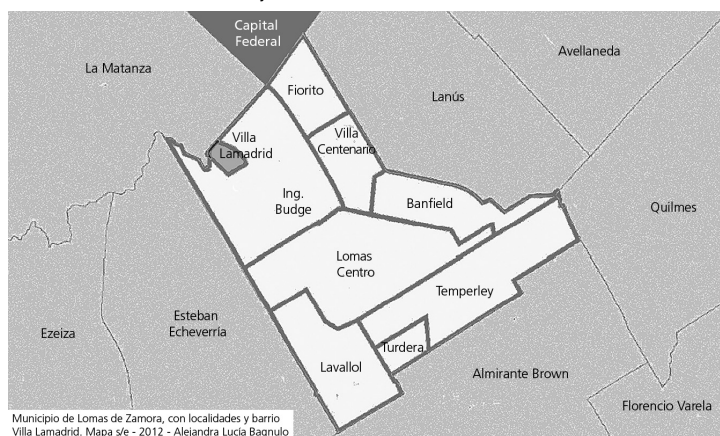 Capital
Federal
Avellaneda
La Matanza
Fiorito
Lanús
Villa
Lamadrid
Villa
Centenario
Ing.
Budge
Banfield
Quilmes
Lomas
Centro
Temperley
Esteban
Echeverría
Ezeiza
Turdera
Lavallol
Almirante Brown
Florencio Varela
Municipio de Lomas de Zamora, con localidades y barrio
Villa Lamadrid. Mapa s/e - 2012 - Alejandra Lucía Bagnulo